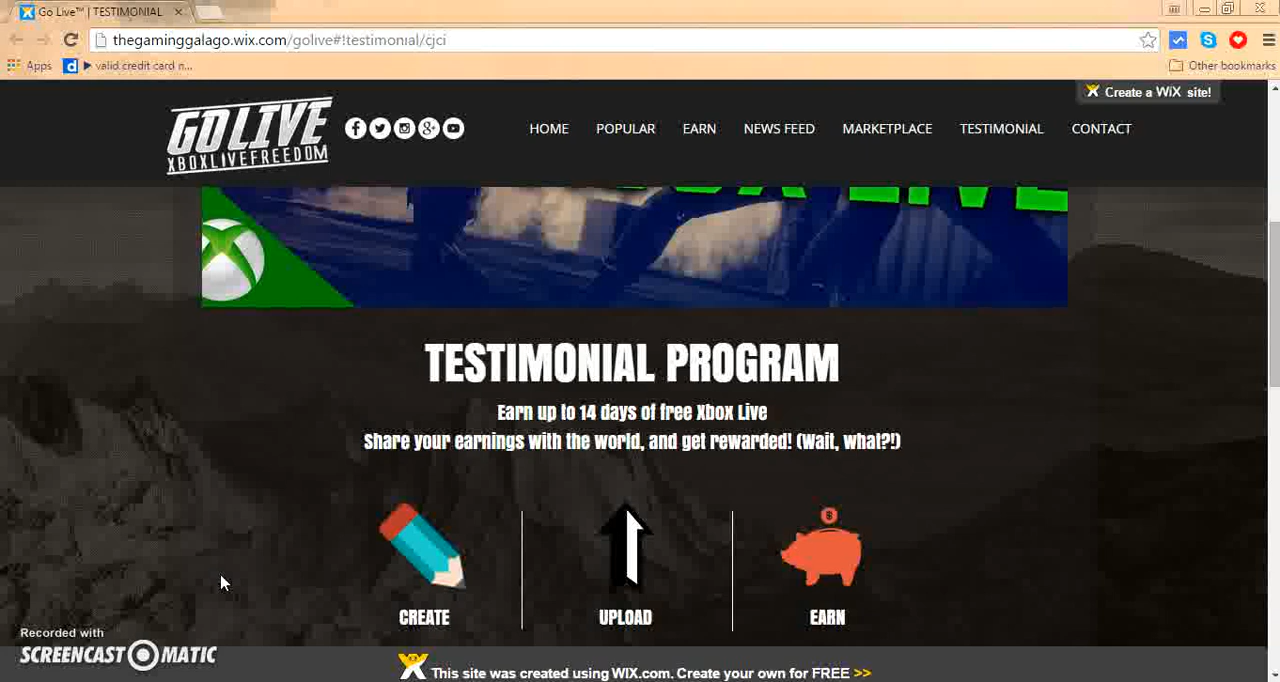 Go Live™ | TESTIMONIAL
thegaminggalago.wix.com/golive#!testimonial/cjci
Apps
valid credit card n...
Other bookmarks
Create a WiX site!
GO LIVE
XBOXLIVEFREEDOM
HOME
POPULAR
EARN
NEWS FEED
MARKETPLACE
TESTIMONIAL
CONTACT
TESTIMONIAL PROGRAM
Earn up to 14 days of free Xbox Live
Share your earnings with the world, and get rewarded! (Wait, what?!)
CREATE
UPLOAD
EARN
Recorded with
SCREENCAST MATIC
This site was created using WIX.com. Create your own for FREE >>